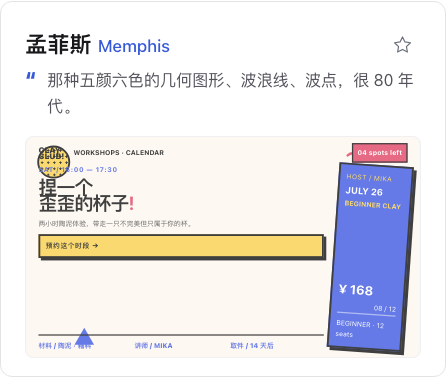 孟菲斯 Memphis
“ 那种五颜六色的几何图形、波浪线、波点，很 80 年
代。
CLUB!
WORKSHOPS · CALENDAR
:00 — 17:30
捏一个
歪歪的杯子!
两小时陶泥体验，带走一只不完美但只属于你的杯。
预约这个时段 →
材料 / 陶泥 ·
讲师 / MIKA
取件 / 14 天后
04 spots left
HOST / MIKA
JULY 26
BEGINNER CLAY
¥ 168
08 / 12
BEGINNER · 12
seats